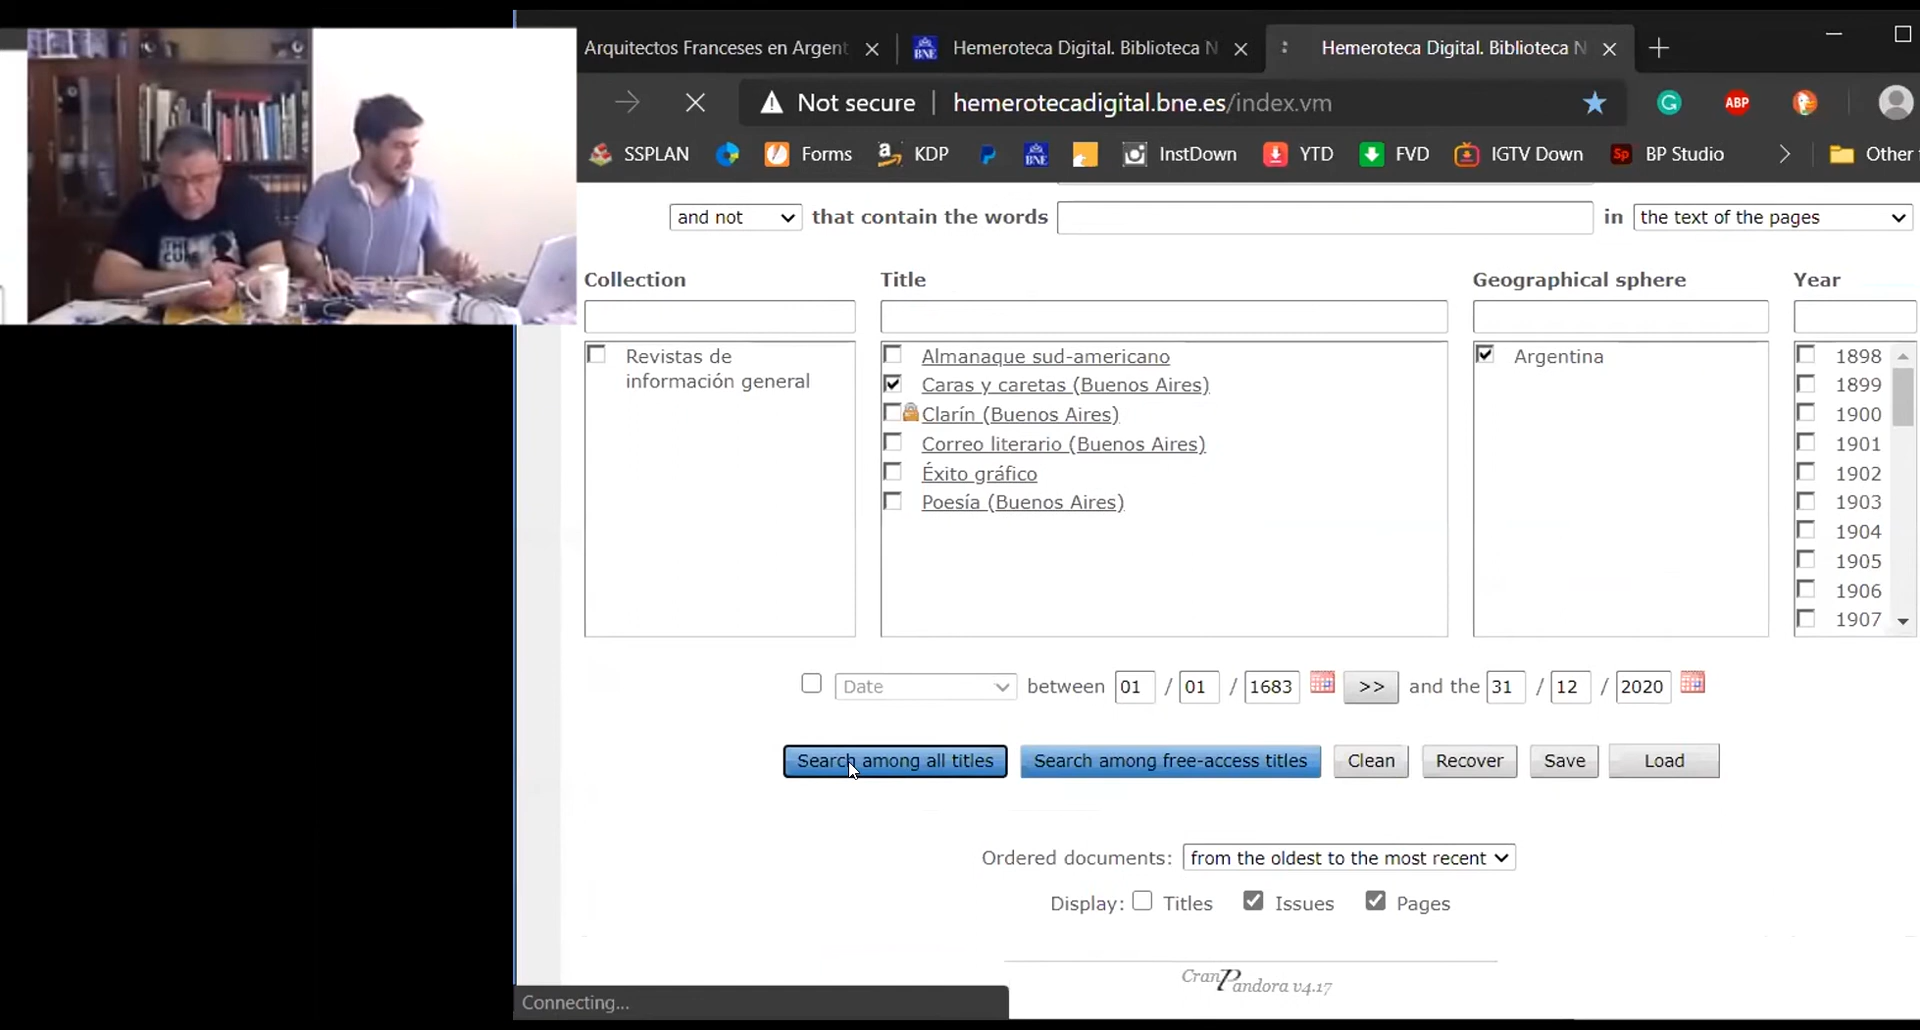 Arquitectos Franceses en Argent
BNE
Hemeroteca Digital. Biblioteca N
Hemeroteca Digital. Biblioteca N
Not secure
hemerotecadigital.bne.es/index.vm
ABP
SSPLAN
Forms
KDP
BNE
InstDown
YTD
FVD
IGTV Down
Sp
BP Studio
Other
and not that contain the words in the text of the pages
Collection Title Geographical sphere Year
Revistas de
información general
Almanaque sud-americano
Caras y caretas (Buenos Aires)
Clarín (Buenos Aires)
Correo literario (Buenos Aires)
Éxito gráfico
Poesía (Buenos Aires)
Argentina
1898
1899
1900
1901
1902
1903
1904
1905
1906
1907
Date between 01 / 01 / 1683 >> and the 31 / 12 / 2020
Search among all titles Search among free-access titles Clean Recover Save Load
Ordered documents: from the oldest to the most recent
Display: Titles Issues Pages
CranPandora v4.17
Connecting...
THE
CURE